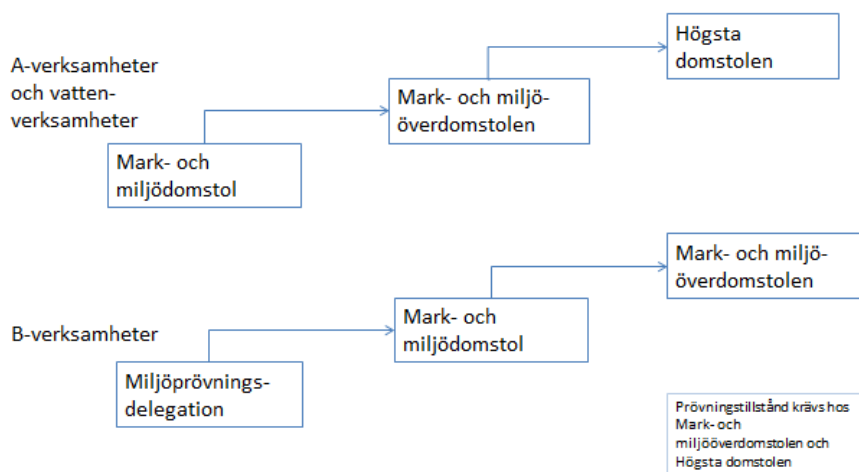 Högsta
domstolen
A-verksamheter
och vatten-
verksamheter
Mark- och miljö-
överdomstolen
Mark- och
miljödomstol
Mark- och miljö-
överdomstolen
Mark- och
miljödomstol
B-verksamheter
Miljöprövnings-
delegation
Prövningstillstånd krävs hos
Mark- och
miljööverdomstolen och
Högsta domstolen